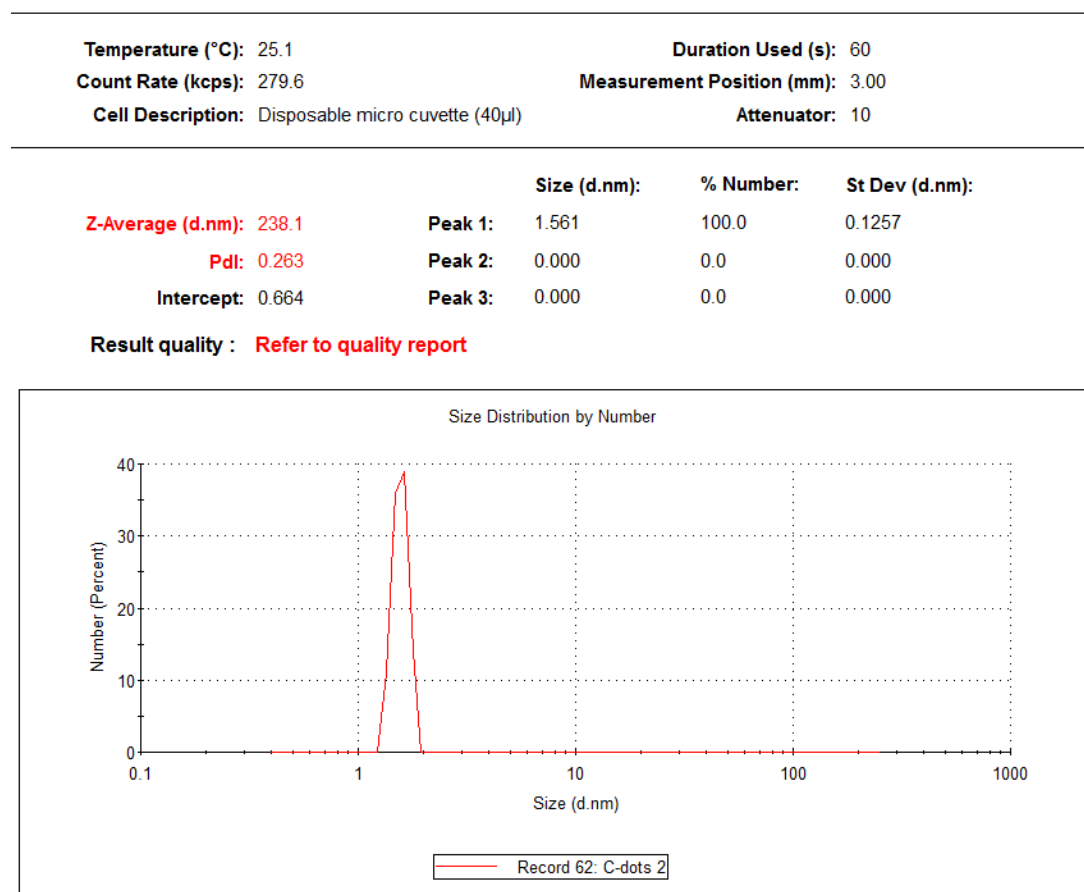 Temperature (°C): 25.1 Duration Used (s): 60
Count Rate (kcps): 279.6 Measurement Position (mm): 3.00
Cell Description: Disposable micro cuvette (40µl) Attenuator: 10
Size (d.nm): % Number: St Dev (d.nm):
Z-Average (d.nm): 238.1 Peak 1: 1.561 100.0 0.1257
PdI: 0.263 Peak 2: 0.000 0.0 0.000
Intercept: 0.664 Peak 3: 0.000 0.0 0.000
Result quality : Refer to quality report
Size Distribution by Number
40
30
20
10
0
Number (Percent)
0.1 1 10 100 1000
Size (d.nm)
Record 62: C-dots 2